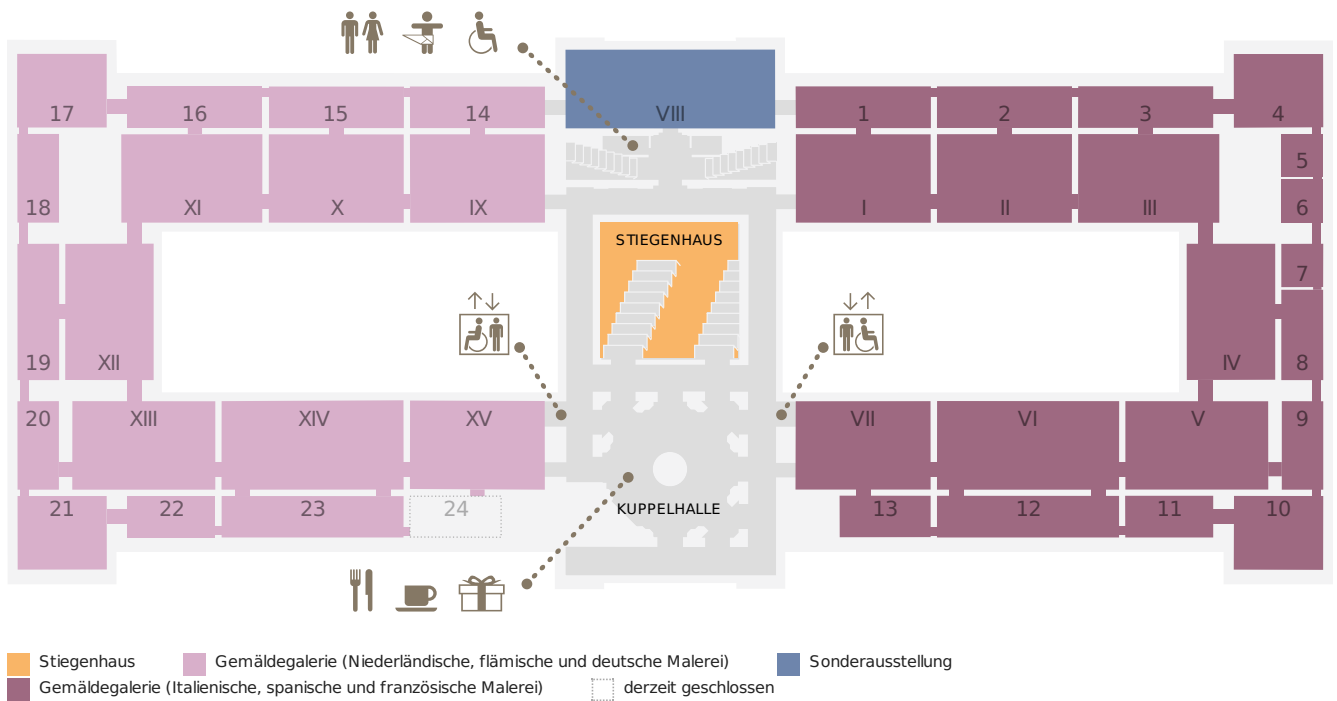 17
16
15
14
VIII
1
2
3
4
5
18
XI
X
IX
I
II
III
6
STIEGENHAUS
7
19
XII
IV
8
20
XIII
XIV
XV
VII
VI
V
9
21
22
23
24
KUPPELHALLE
13
12
11
10
Stiegenhaus
Gemäldegalerie (Niederländische, flämische und deutsche Malerei)
Sonderausstellung
Gemäldegalerie (Italienische, spanische und französische Malerei)
derzeit geschlossen